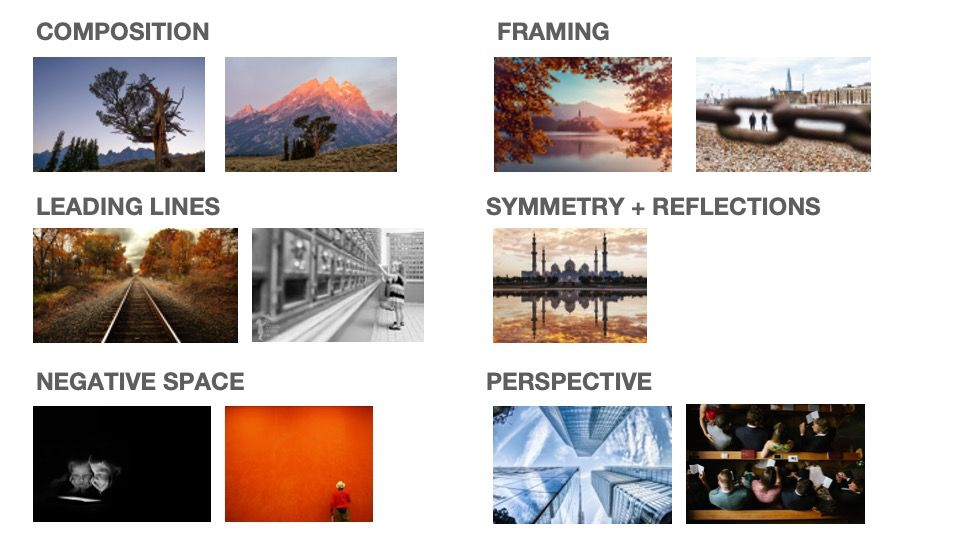 COMPOSITION
FRAMING
LEADING LINES
SYMMETRY + REFLECTIONS
NEGATIVE SPACE
PERSPECTIVE